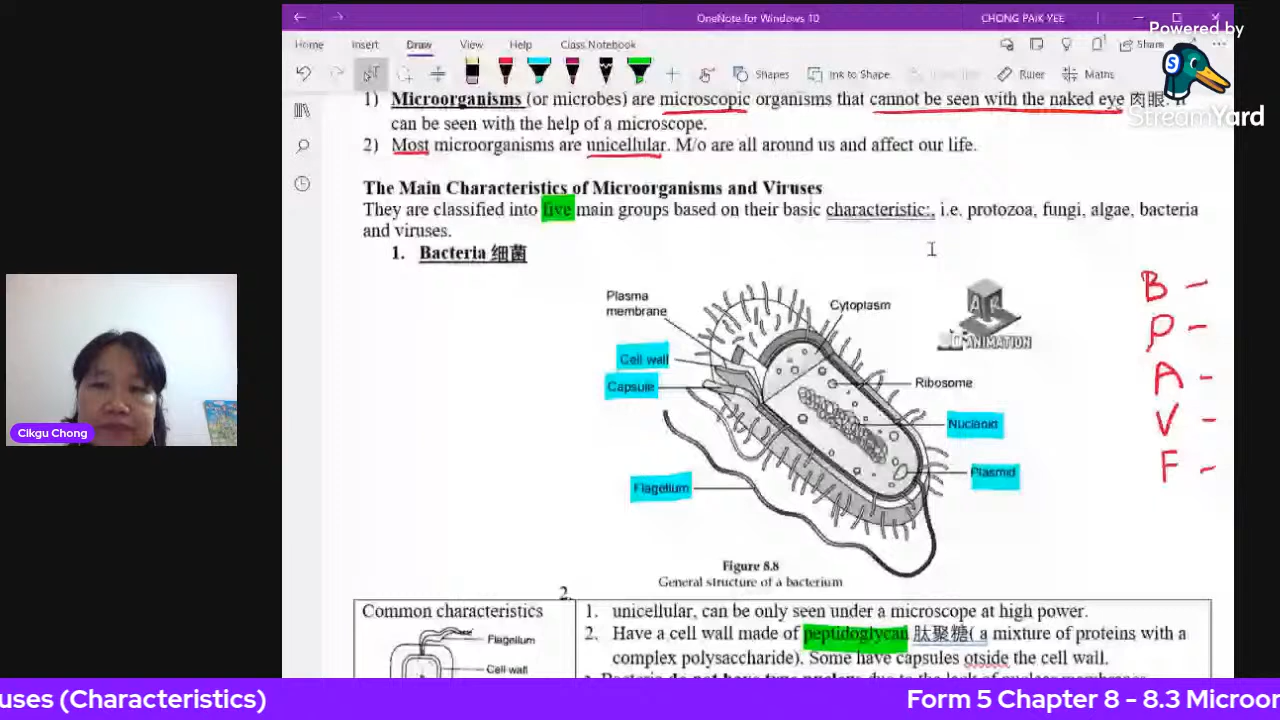 OneNote for Windows 10
CHONG PAIK YEE
Powered by
StreamYard
Home Insert Draw View Help Class Notebook
Share
Shapes Ink to Shape Ruler Maths
1) Microorganisms (or microbes) are microscopic organisms that cannot be seen with the naked eye 肉眼. It
can be seen with the help of a microscope.
2) Most microorganisms are unicellular. M/o are all around us and affect our life.
The Main Characteristics of Microorganisms and Viruses
They are classified into five main groups based on their basic characteristic:, i.e. protozoa, fungi, algae, bacteria
and viruses.
1. Bacteria 细菌
Plasma
membrane
Cell wall
Capsule
Flagellum
Cytoplasm
Ribosome
Nucleoid
Plasmid
ANIMATION
B -
P -
A -
V -
F -
Figure 8.8
General structure of a bacterium
2.
Common characteristics
Flagellum
Cell wall
1. unicellular, can be only seen under a microscope at high power.
2. Have a cell wall made of peptidoglycan 肽聚糖( a mixture of proteins with a
complex polysaccharide). Some have capsules otside the cell wall.
Cikgu Chong
uses (Characteristics)
Form 5 Chapter 8 - 8.3 Microor